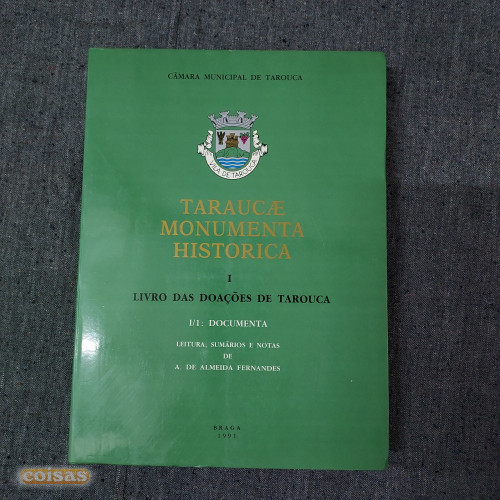 CÂMARA MUNICIPAL DE TAROUCA
VILA DE TAROUCA
TARAUCÆ
MONUMENTA
HISTORICA
I
LIVRO DAS DOAÇÕES DE TAROUCA
I/1: DOCUMENTA
LEITURA, SUMÁRIOS E NOTAS
DE
A. DE ALMEIDA FERNANDES
BRAGA
1991
coisas